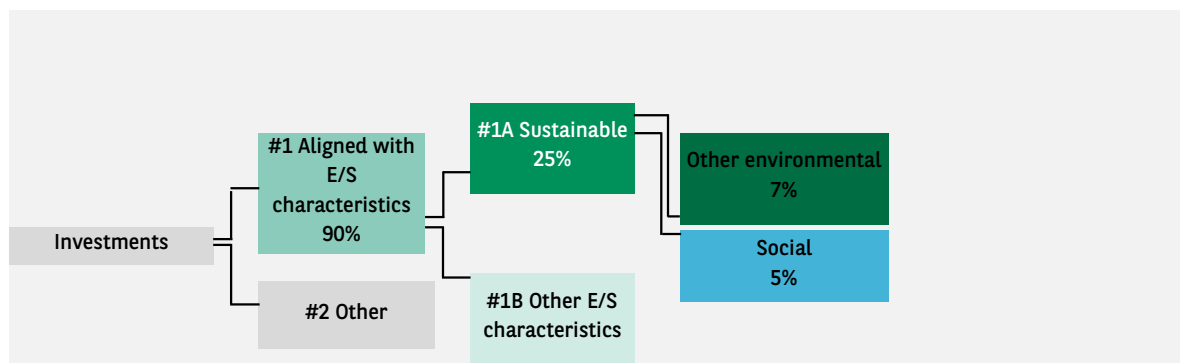 Investments
#1 Aligned with
E/S
characteristics
90%
#2 Other
#1A Sustainable
25%
#1B Other E/S
characteristics
Other environmental
7%
Social
5%